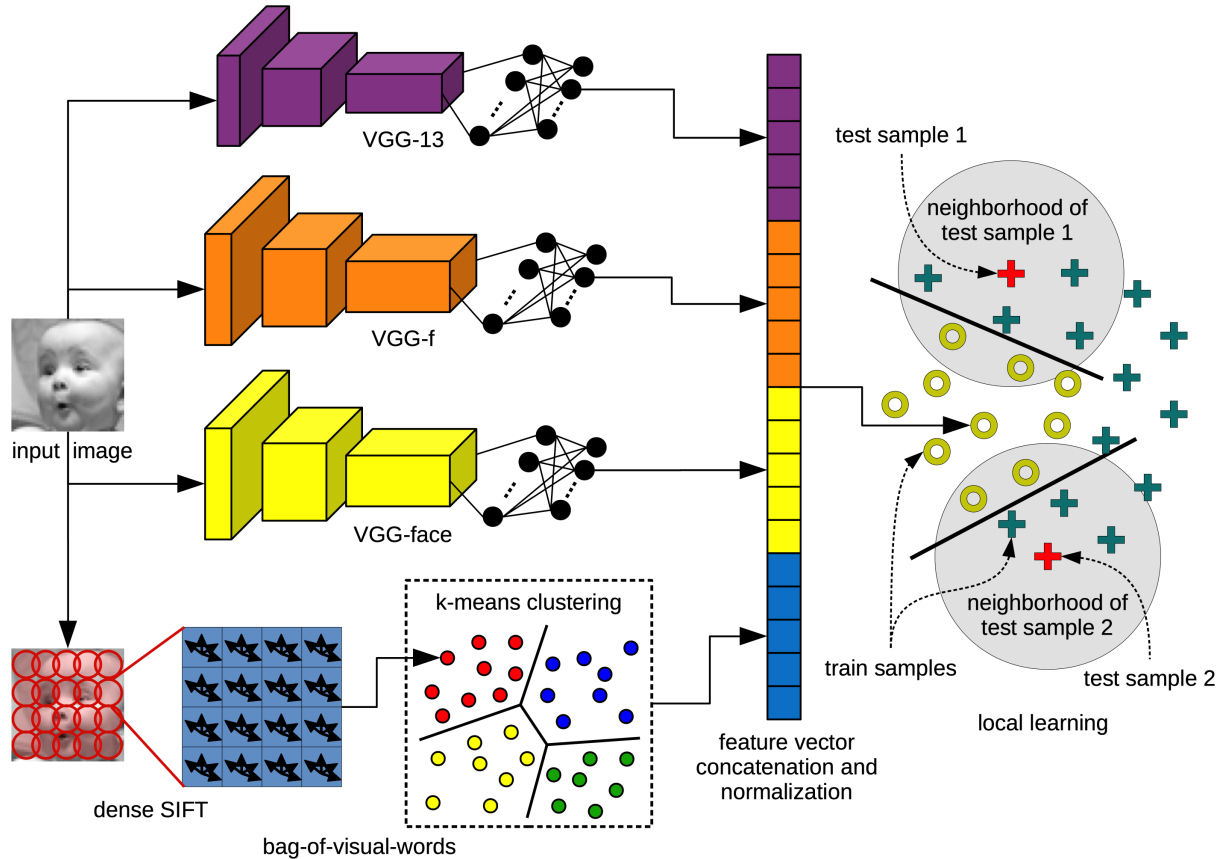 VGG-13
test sample 1
neighborhood of
test sample 1
VGG-f
input image
VGG-face
k-means clustering
neighborhood of
test sample 2
train samples
test sample 2
local learning
feature vector
concatenation and
normalization
dense SIFT
bag-of-visual-words